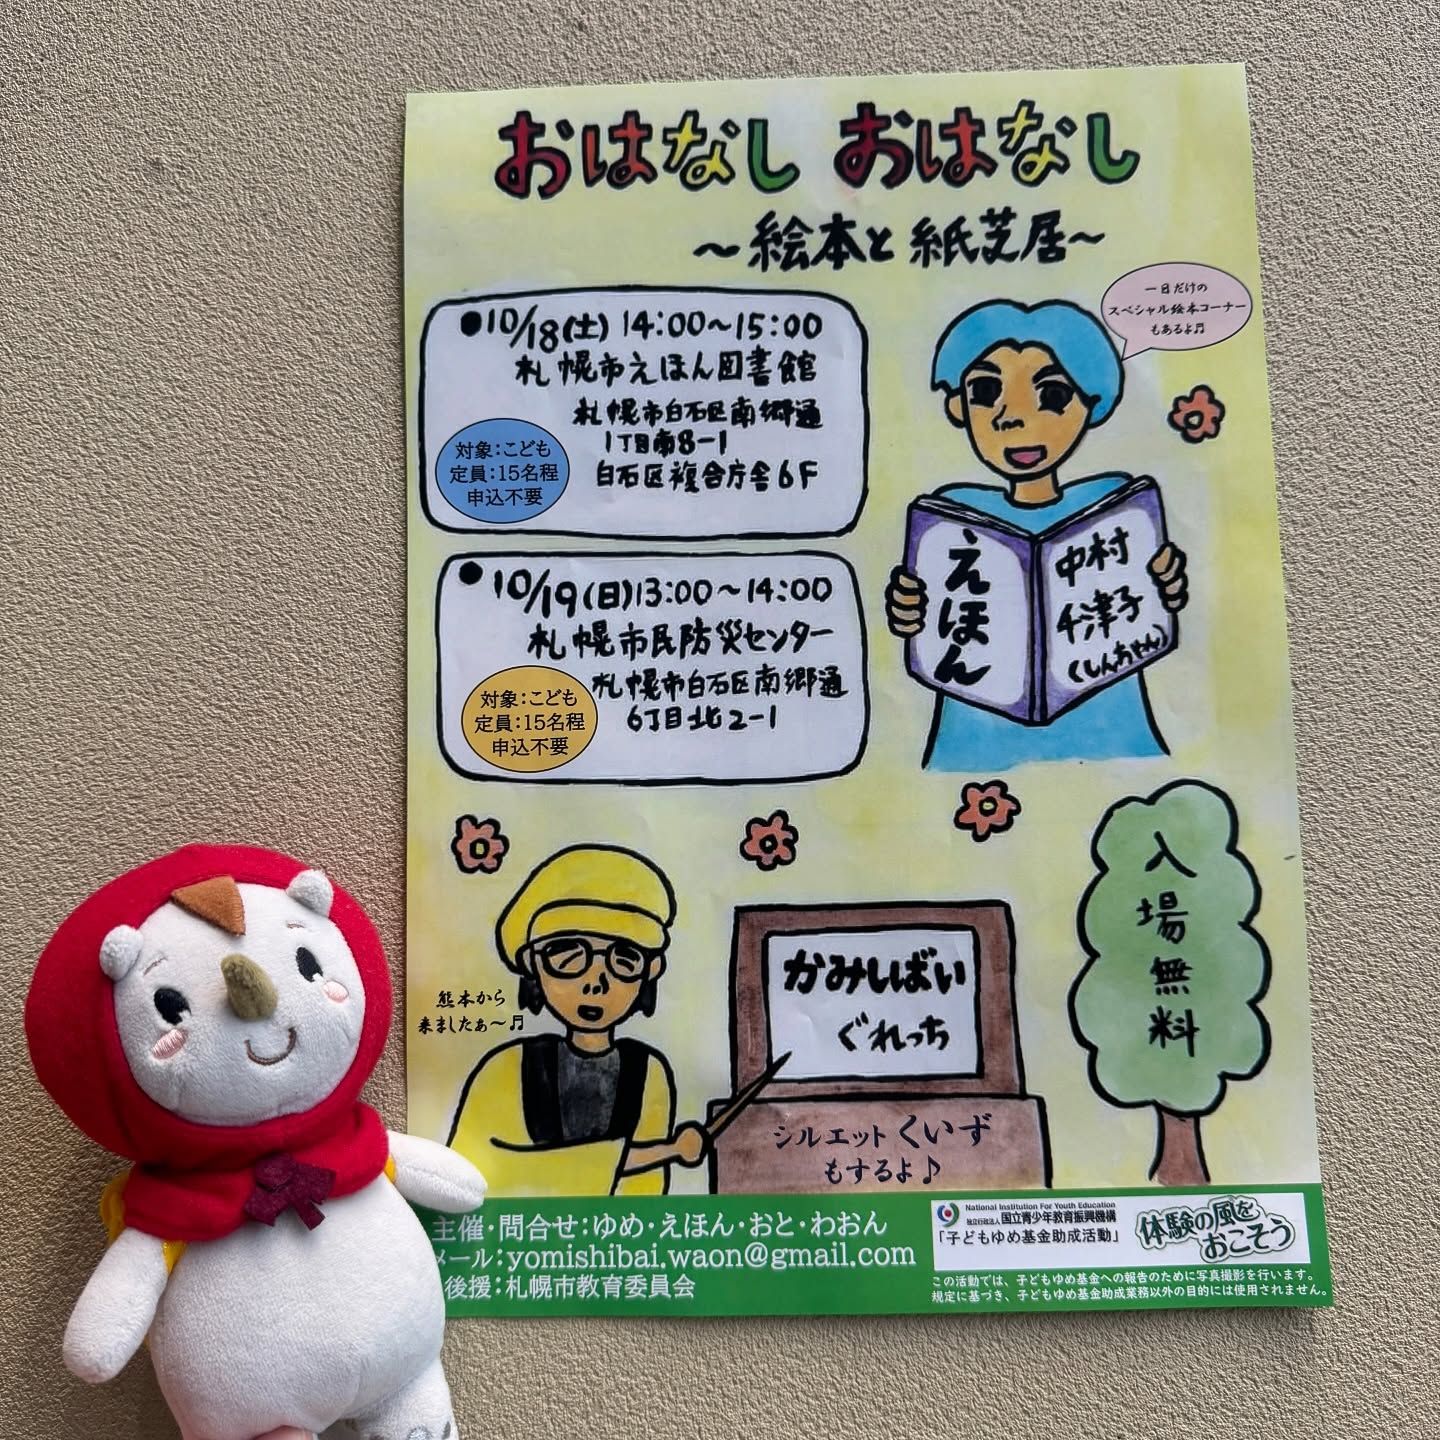 おはなし おはなし
～絵本と紙芝居～
一日だけの
スペシャル絵本コーナー
もあるよ♬
●10/18(土) 14:00～15:00
札幌市えほん図書館
札幌市白石区南郷通
1丁目南8-1
白石区複合庁舎6F
対象：こども
定員：15名程
申込不要
●10/19(日)13:00～14:00
札幌市民防災センター
札幌市白石区南郷通
6丁目北2-1
対象：こども
定員：15名程
申込不要
えほん
中村
千津子
(しんちゃん)
熊本から
来ましたぁ～♬
かみしばい
ぐれっち
シルエットくいず
もするよ♪
入場無料
主催・問合せ：ゆめ・えほん・おと・わおん
メール：yomishibai.waon@gmail.com
後援：札幌市教育委員会
National Institution For Youth Education
独立行政法人 国立青少年教育振興機構
「子どもゆめ基金助成活動」
体験の風を
おこそう
この活動では、子どもゆめ基金への報告のために写真撮影を行います。
規定に基づき、子どもゆめ基金助成業務以外の目的には使用されません。